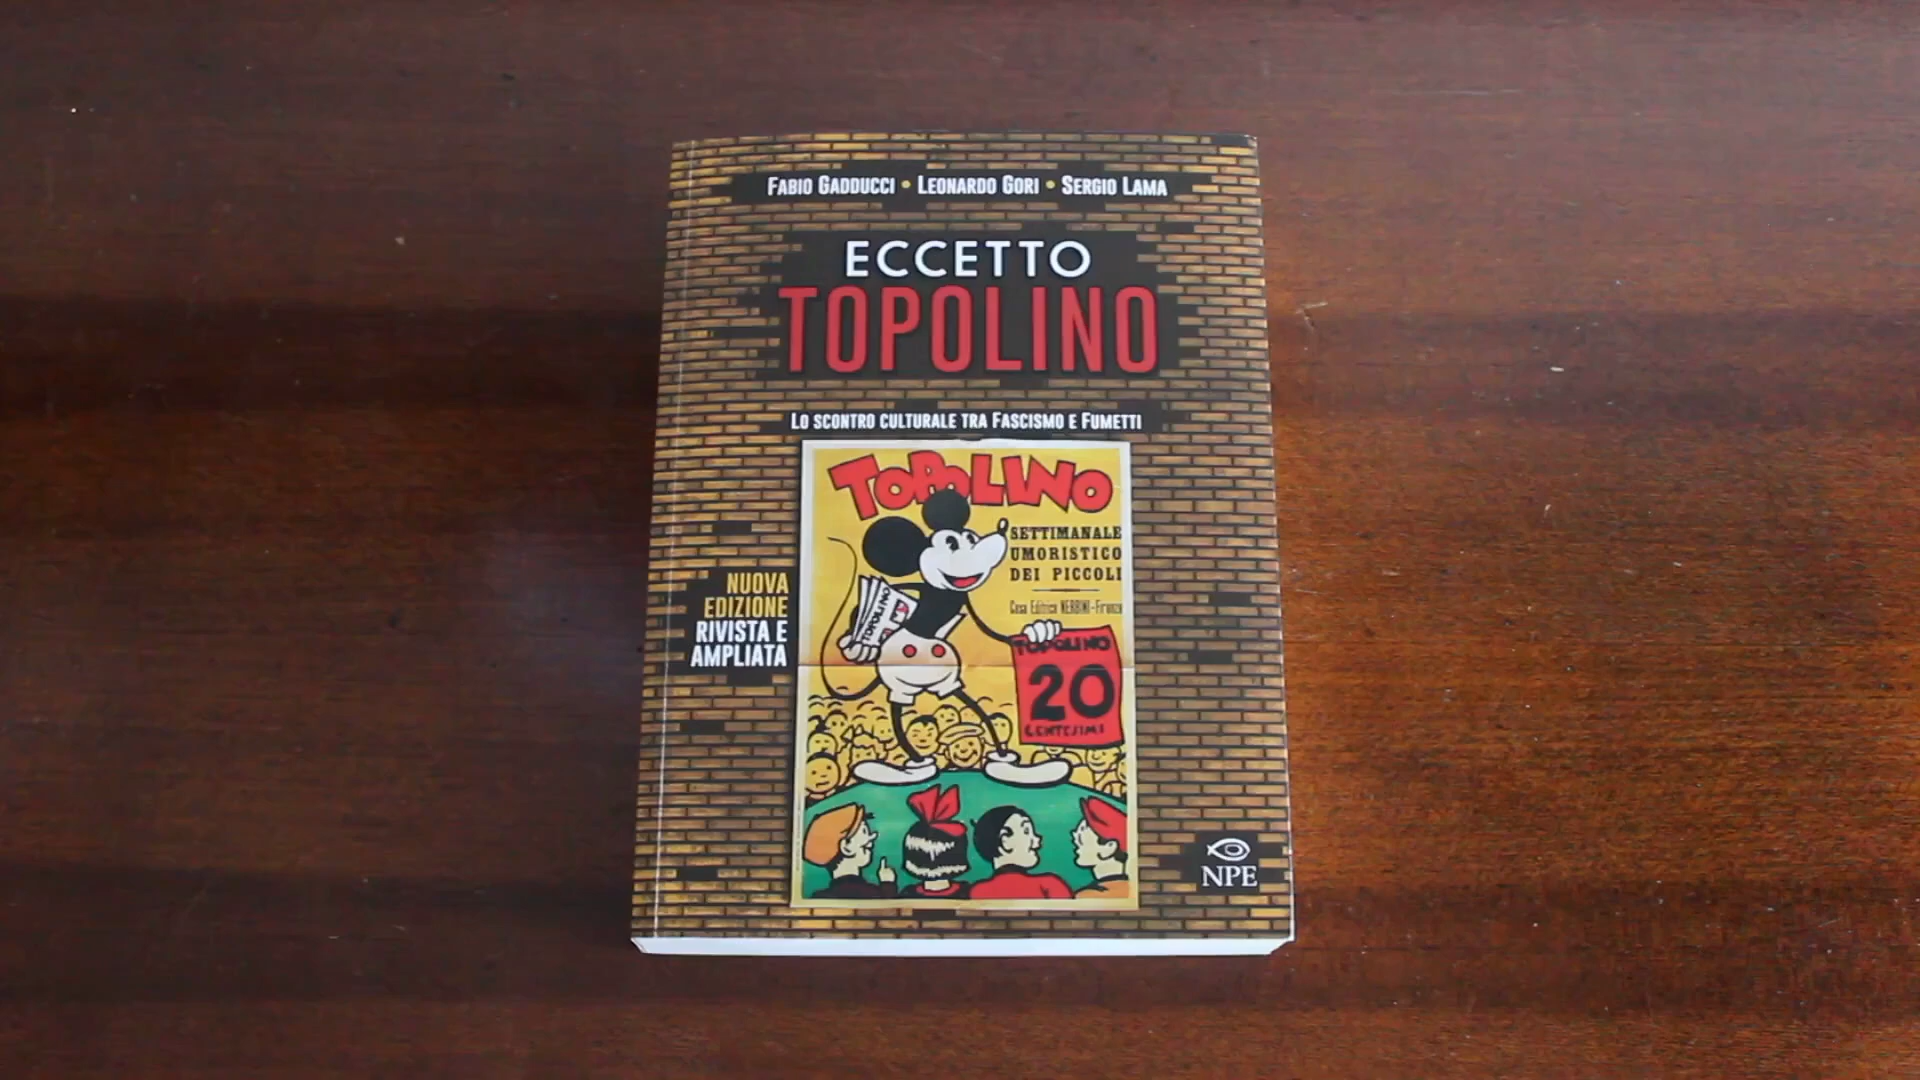 FABIO GADDUCCI • LEONARDO GORI • SERGIO LAMA
ECCETTO
TOPOLINO
LO SCONTRO CULTURALE TRA FASCISMO E FUMETTI
TOPOLINO
SETTIMANALE
UMORISTICO
DEI PICCOLI
Casa Editrice NERBINI-Firenze
NUOVA
EDIZIONE
RIVISTA E
AMPLIATA
TOPOLINO
TOPOLINO
20
CENTESIMI
NPE